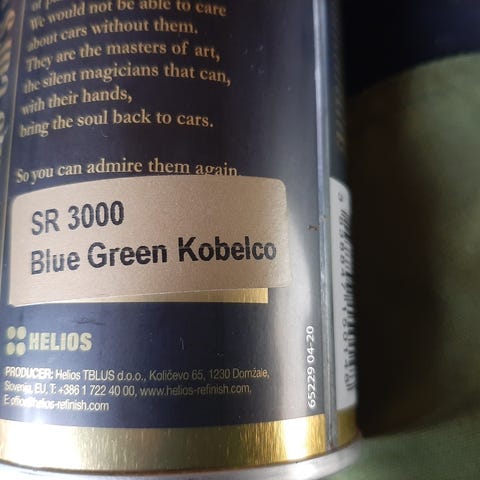 We would not be able to care
about cars without them.
They are the masters of art,
the silent magicians that can,
with their hands,
bring the soul back to cars.
So you can admire them again.
SR 3000
Blue Green Kobelco
HELIOS
PRODUCER: Helios TBLUS d.o.o., Količevo 65, 1230 Domžale,
Slovenija, EU, T: +386 1 722 40 00, www.helios-refinish.com,
E: office@helios-refinish.com
65229 04-20